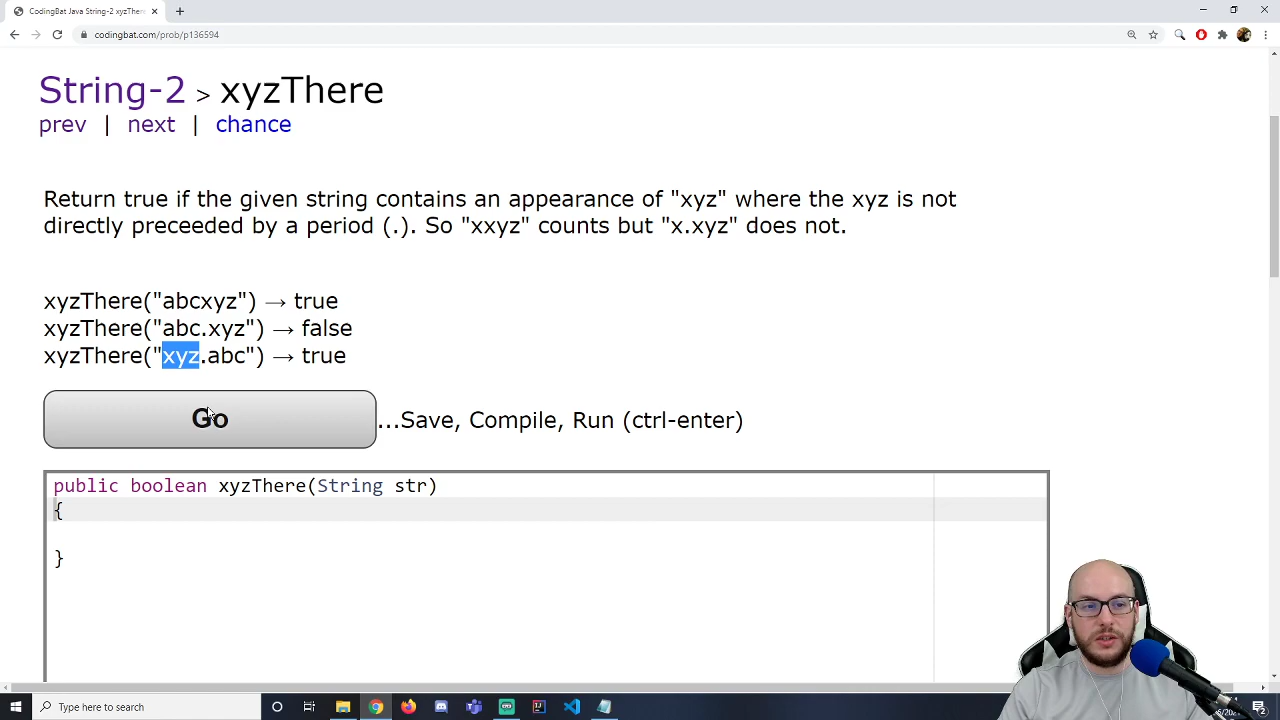 CodingBat Java String-2 xyzTher
codingbat.com/prob/p136594
String-2 > xyzThere
prev | next | chance
Return true if the given string contains an appearance of "xyz" where the xyz is not
directly preceeded by a period (.). So "xxyz" counts but "x.xyz" does not.
xyzThere("abcxyz") → true
xyzThere("abc.xyz") → false
xyzThere("xyz.abc") → true
Go ...Save, Compile, Run (ctrl-enter)
public boolean xyzThere(String str)
{
}
Type here to search